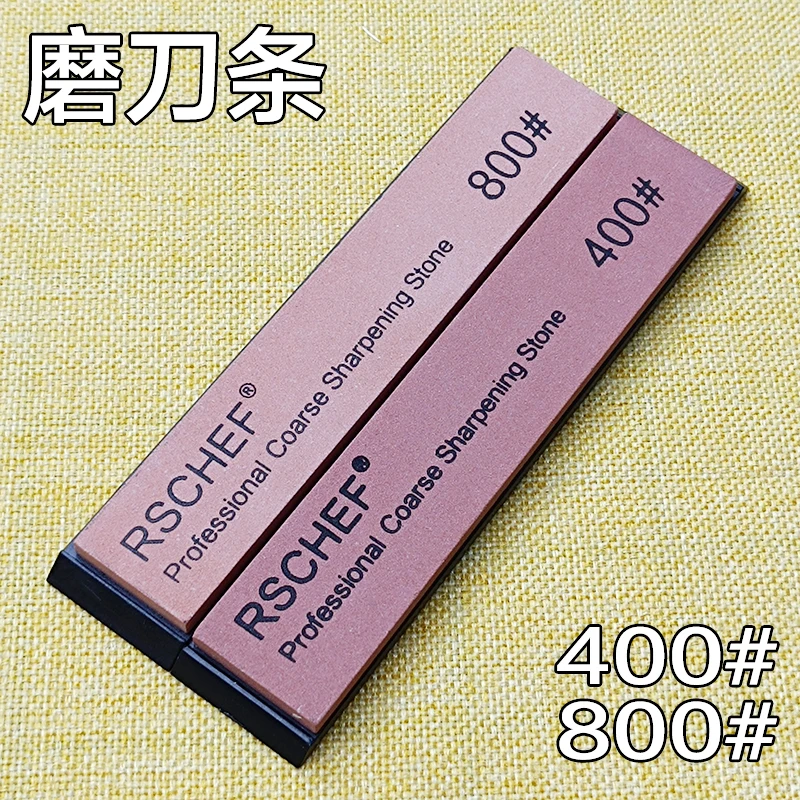 磨刀条
800#
RSCHEF®
Professional Coarse Sharpening Stone
400#
RSCHEF
Professional Coarse Sharpening Stone
400#
800#